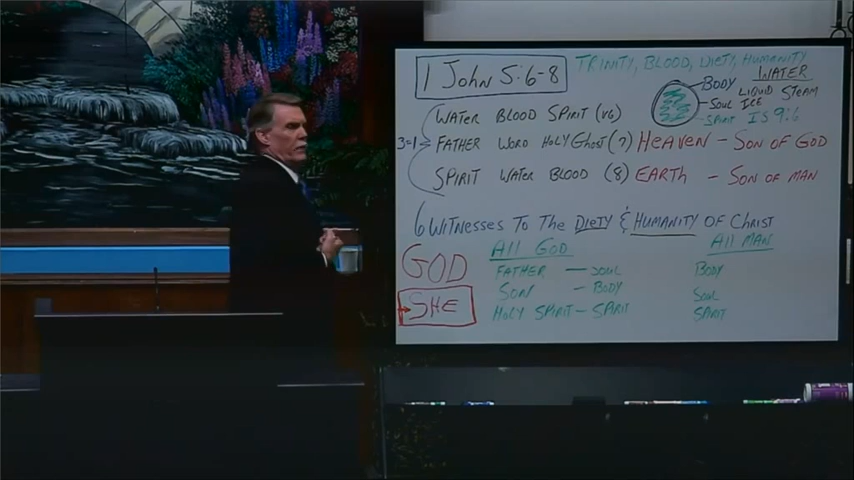 1 JOHN 5:6-8
TRINITY, BLOOD, DIETY, HUMANITY
WATER
BODY LIQUID STEAM
SOUL ICE
SPIRIT IS 9:6
WATER BLOOD SPIRIT (v6)
3=1 FATHER WORD HOLY GHOST (7) HEAVEN - SON OF GOD
SPIRIT WATER BLOOD (8) EARTH - SON OF MAN
6 WITNESSES TO THE DIETY & HUMANITY OF CHRIST
GOD
SHE
ALL GOD
FATHER - SOUL
SON - BODY
HOLY SPIRIT - SPIRIT
ALL MAN
BODY
SOUL
SPIRIT